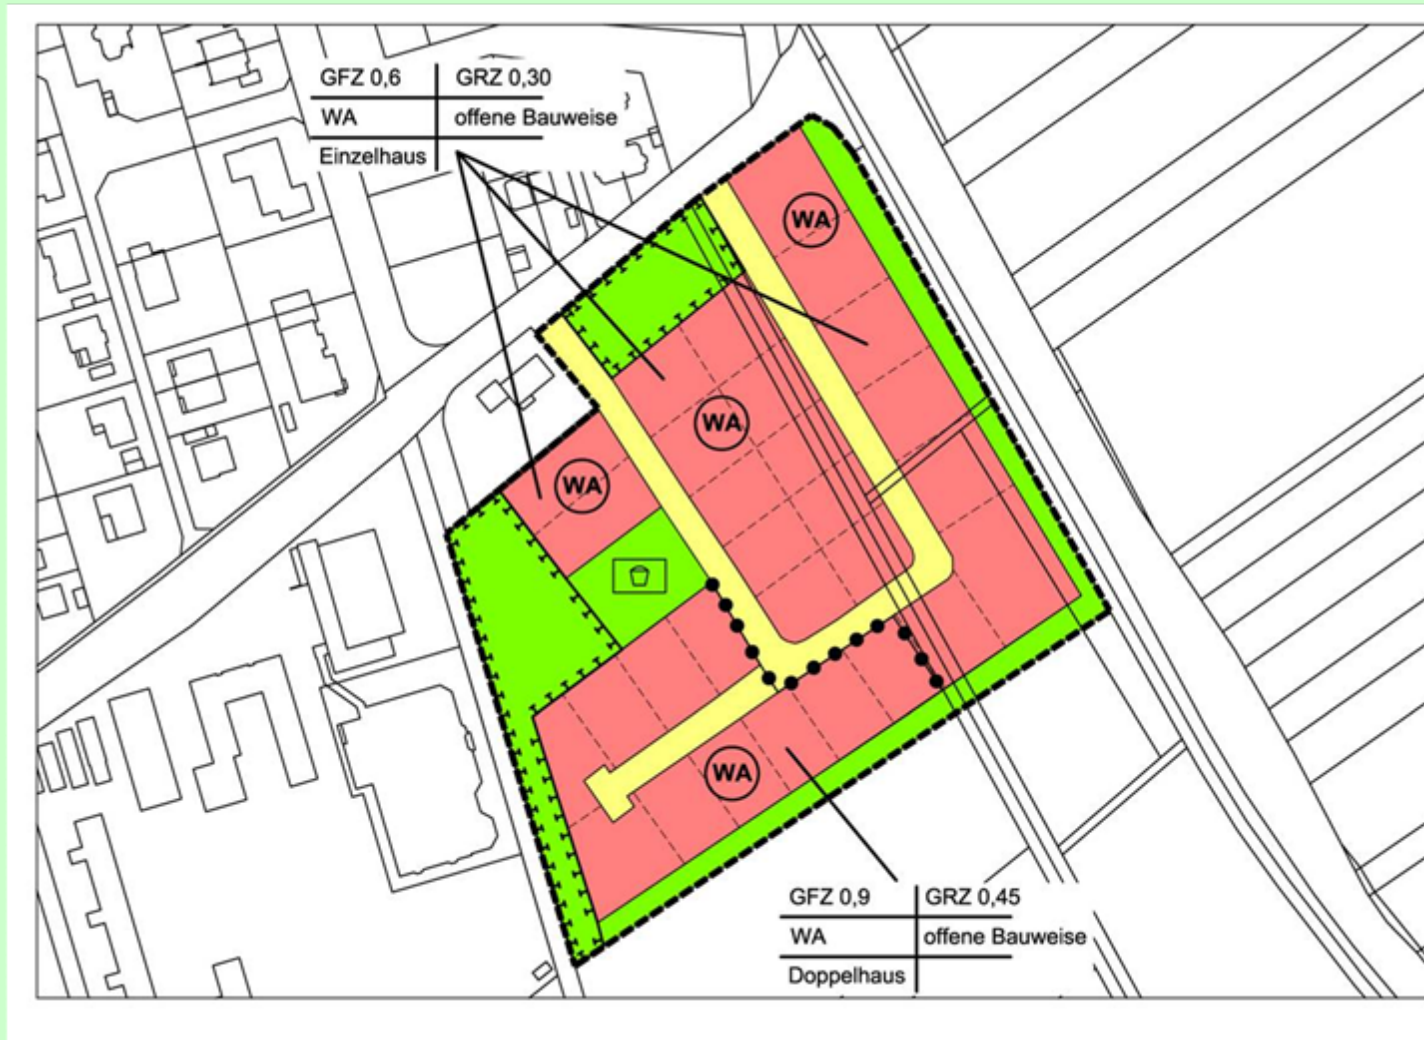 GFZ 0,6 GRZ 0,30
WA offene Bauweise
Einzelhaus
WA
WA
WA
WA
GFZ 0,9 GRZ 0,45
WA offene Bauweise
Doppelhaus